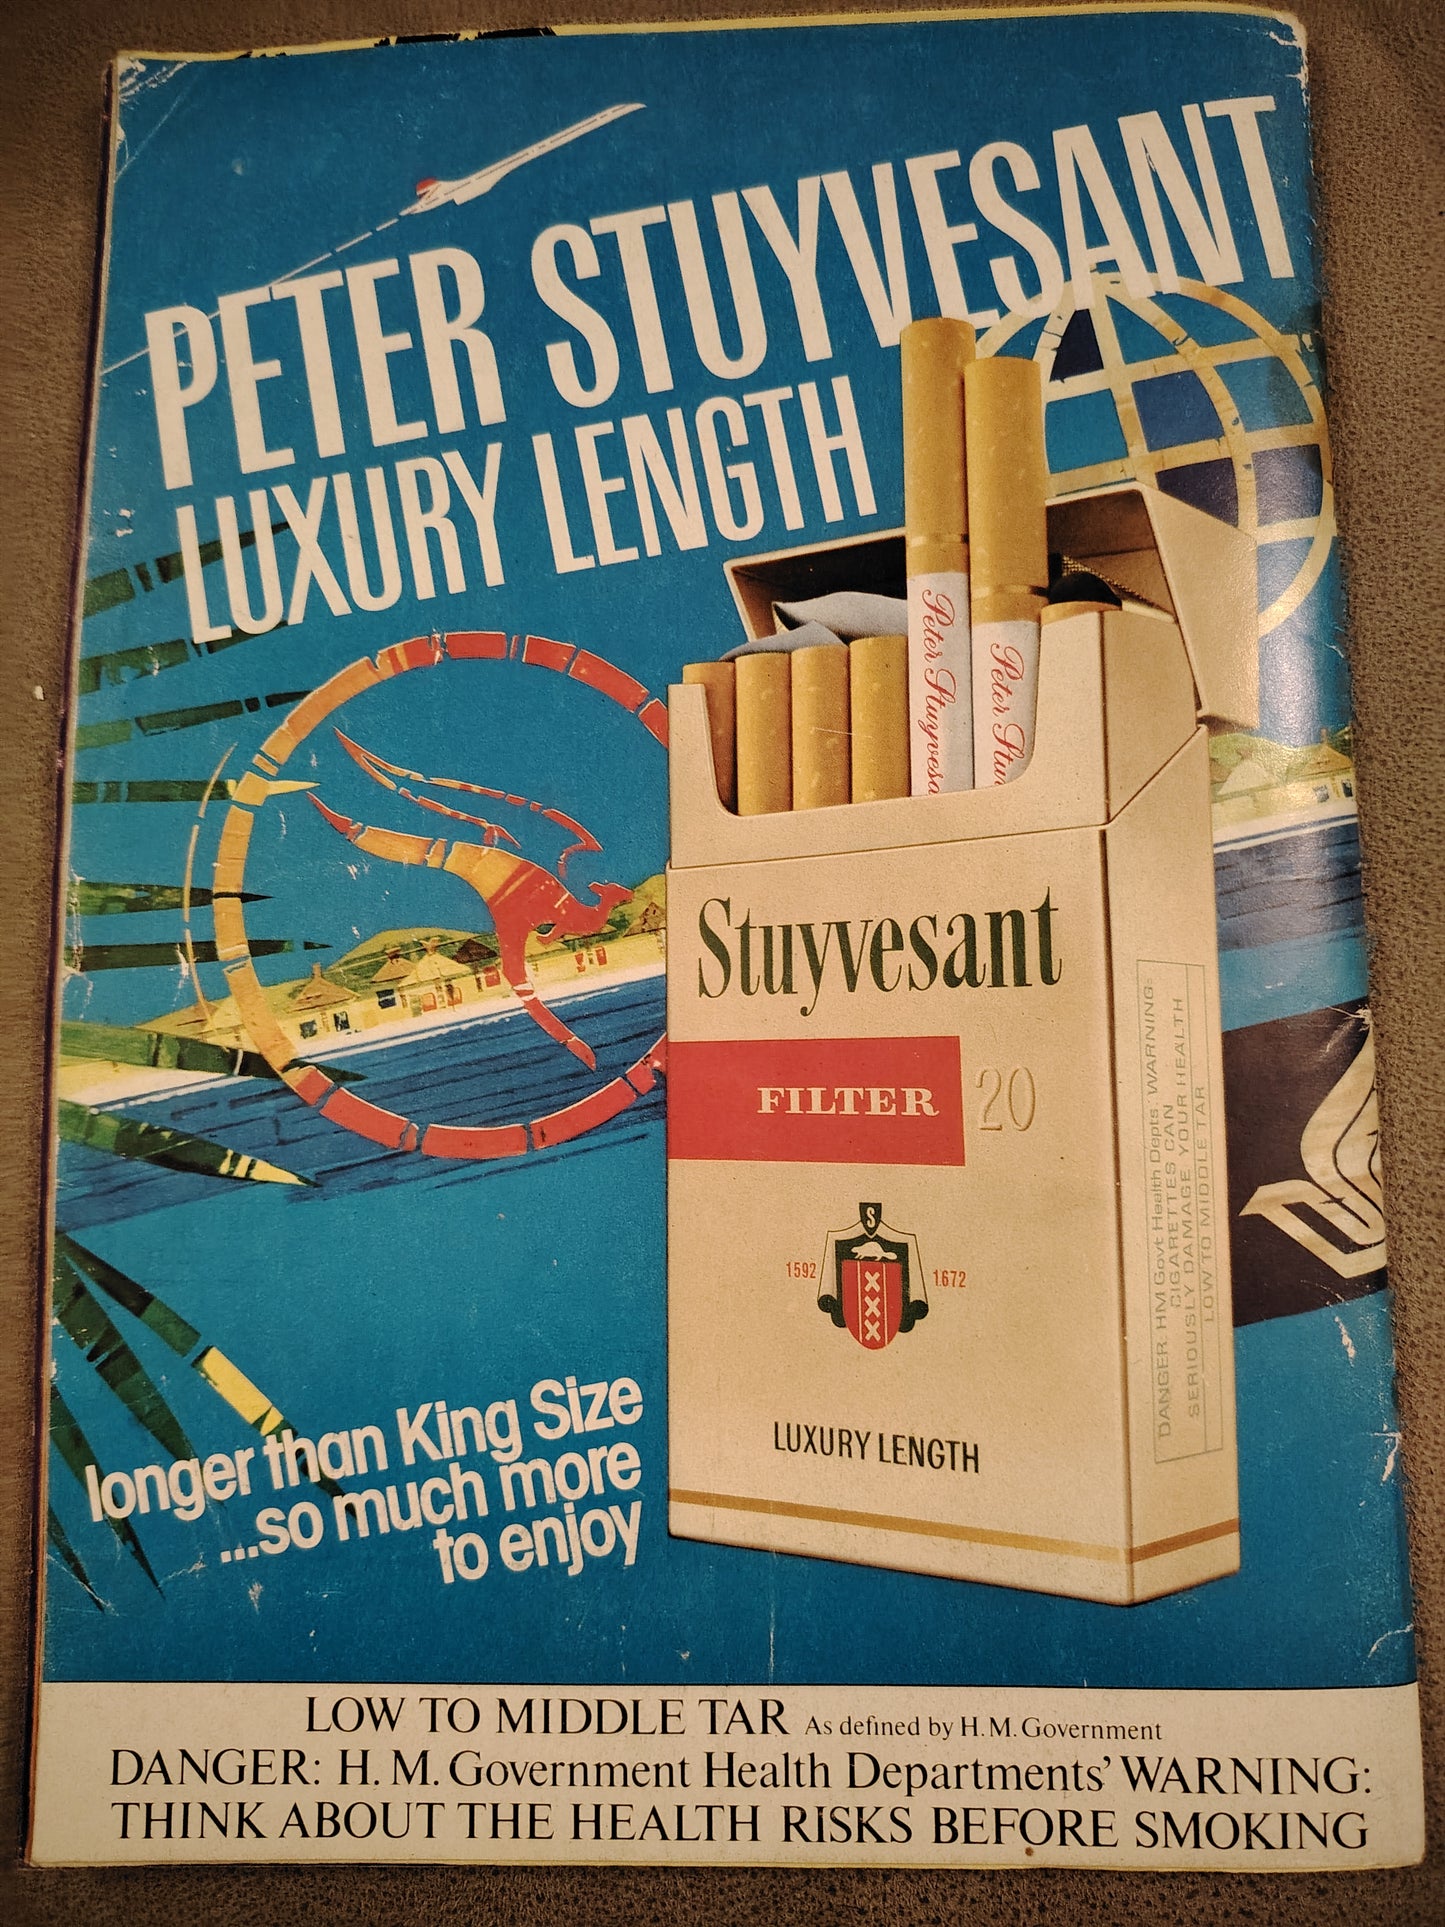 PETER STUYVESANT
LUXURY LENGTH
Peter Stuyvesa
Peter Stuy
Stuyvesant
FILTER 20
S
1592 1672
XXX
LUXURY LENGTH
DANGER: HM Govt Health Depts' WARNING:
CIGARETTES CAN
SERIOUSLY DAMAGE YOUR HEALTH
LOW TO MIDDLE TAR
longer than King Size
...so much more
to enjoy
LOW TO MIDDLE TAR As defined by H.M.Government
DANGER: H.M.Government Health Departments' WARNING:
THINK ABOUT THE HEALTH RISKS BEFORE SMOKING